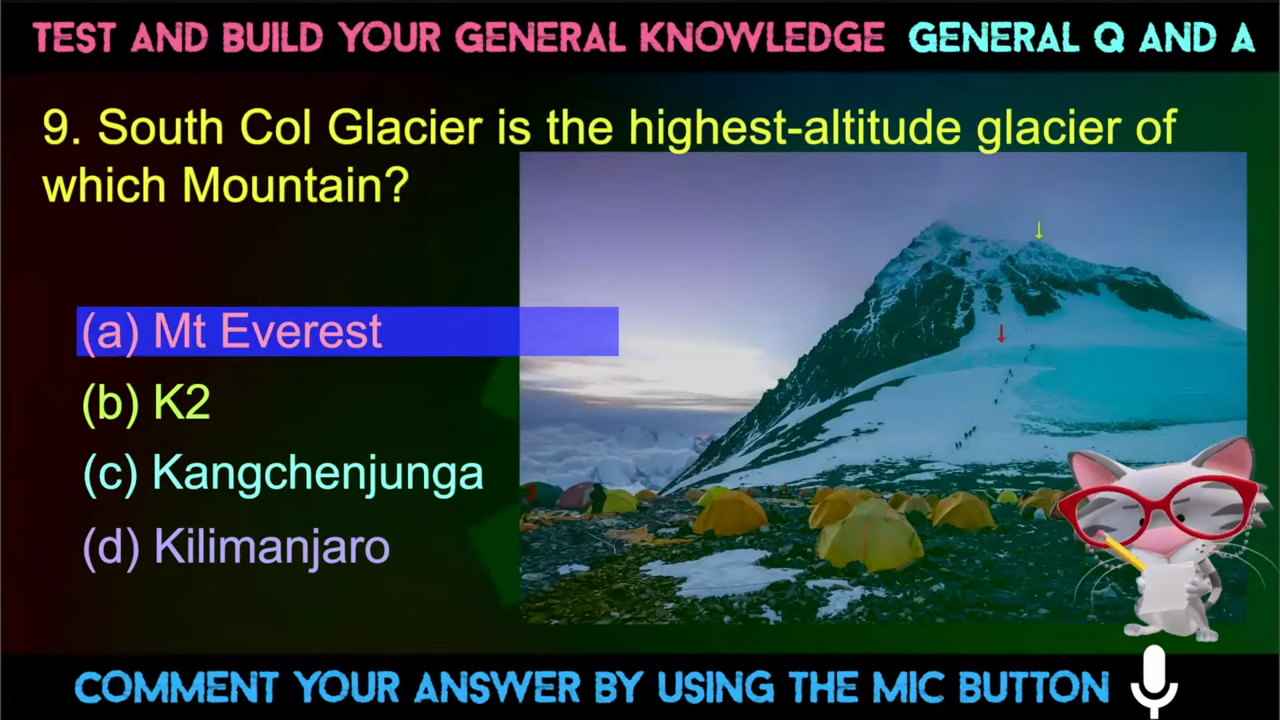 TEST AND BUILD YOUR GENERAL KNOWLEDGE GENERAL Q AND A
9. South Col Glacier is the highest-altitude glacier of
which Mountain?
(a) Mt Everest
(b) K2
(c) Kangchenjunga
(d) Kilimanjaro
COMMENT YOUR ANSWER BY USING THE MIC BUTTON